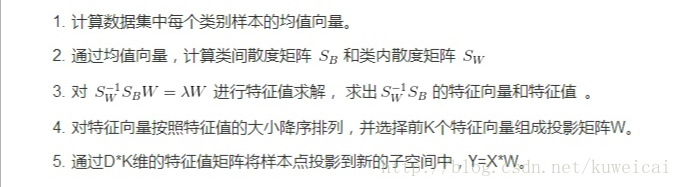 1. 计算数据集中每个类别样本的均值向量。
2. 通过均值向量，计算类间散度矩阵 S_B 和类内散度矩阵 S_W
3. 对 S_W^{-1}S_BW = λW 进行特征值求解， 求出S_W^{-1}S_B 的特征向量和特征值 。
4. 对特征向量按照特征值的大小降序排列，并选择前K个特征向量组成投影矩阵W。
5. 通过D*K维的特征值矩阵将样本点投影到新的子空间中，Y=X*W。
http://blog.csdn.net/kuweicai